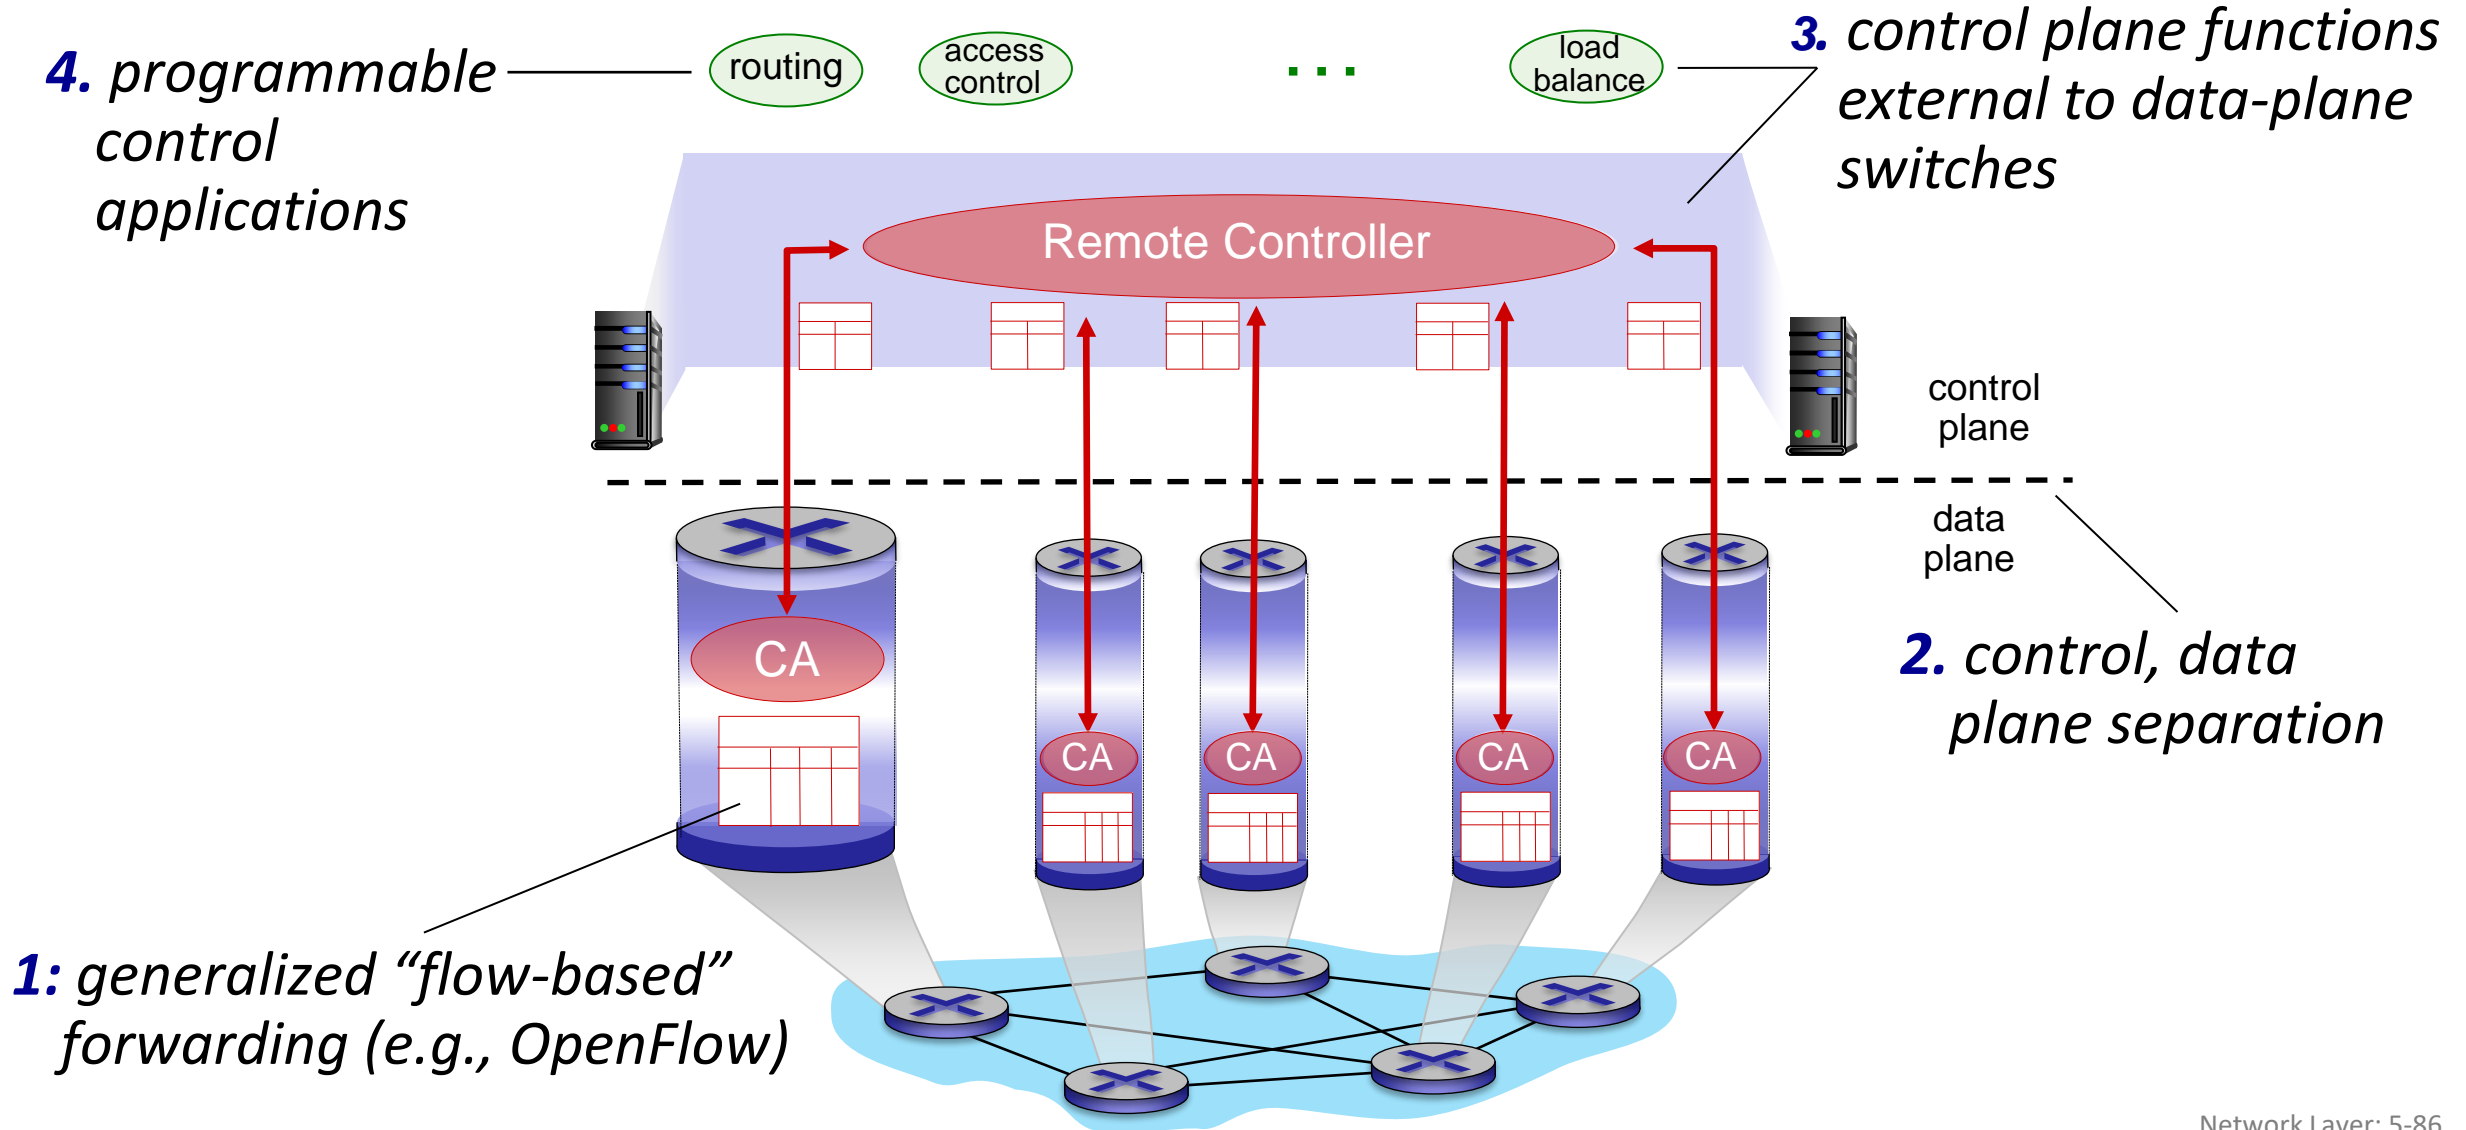 4. programmable
control
applications
routing
access
control
...
load
balance
3. control plane functions
external to data-plane
switches
Remote Controller
control
plane
data
plane
CA
CA
CA
CA
CA
2. control, data
plane separation
1: generalized “flow-based”
forwarding (e.g., OpenFlow)
Network Layer: 5-86